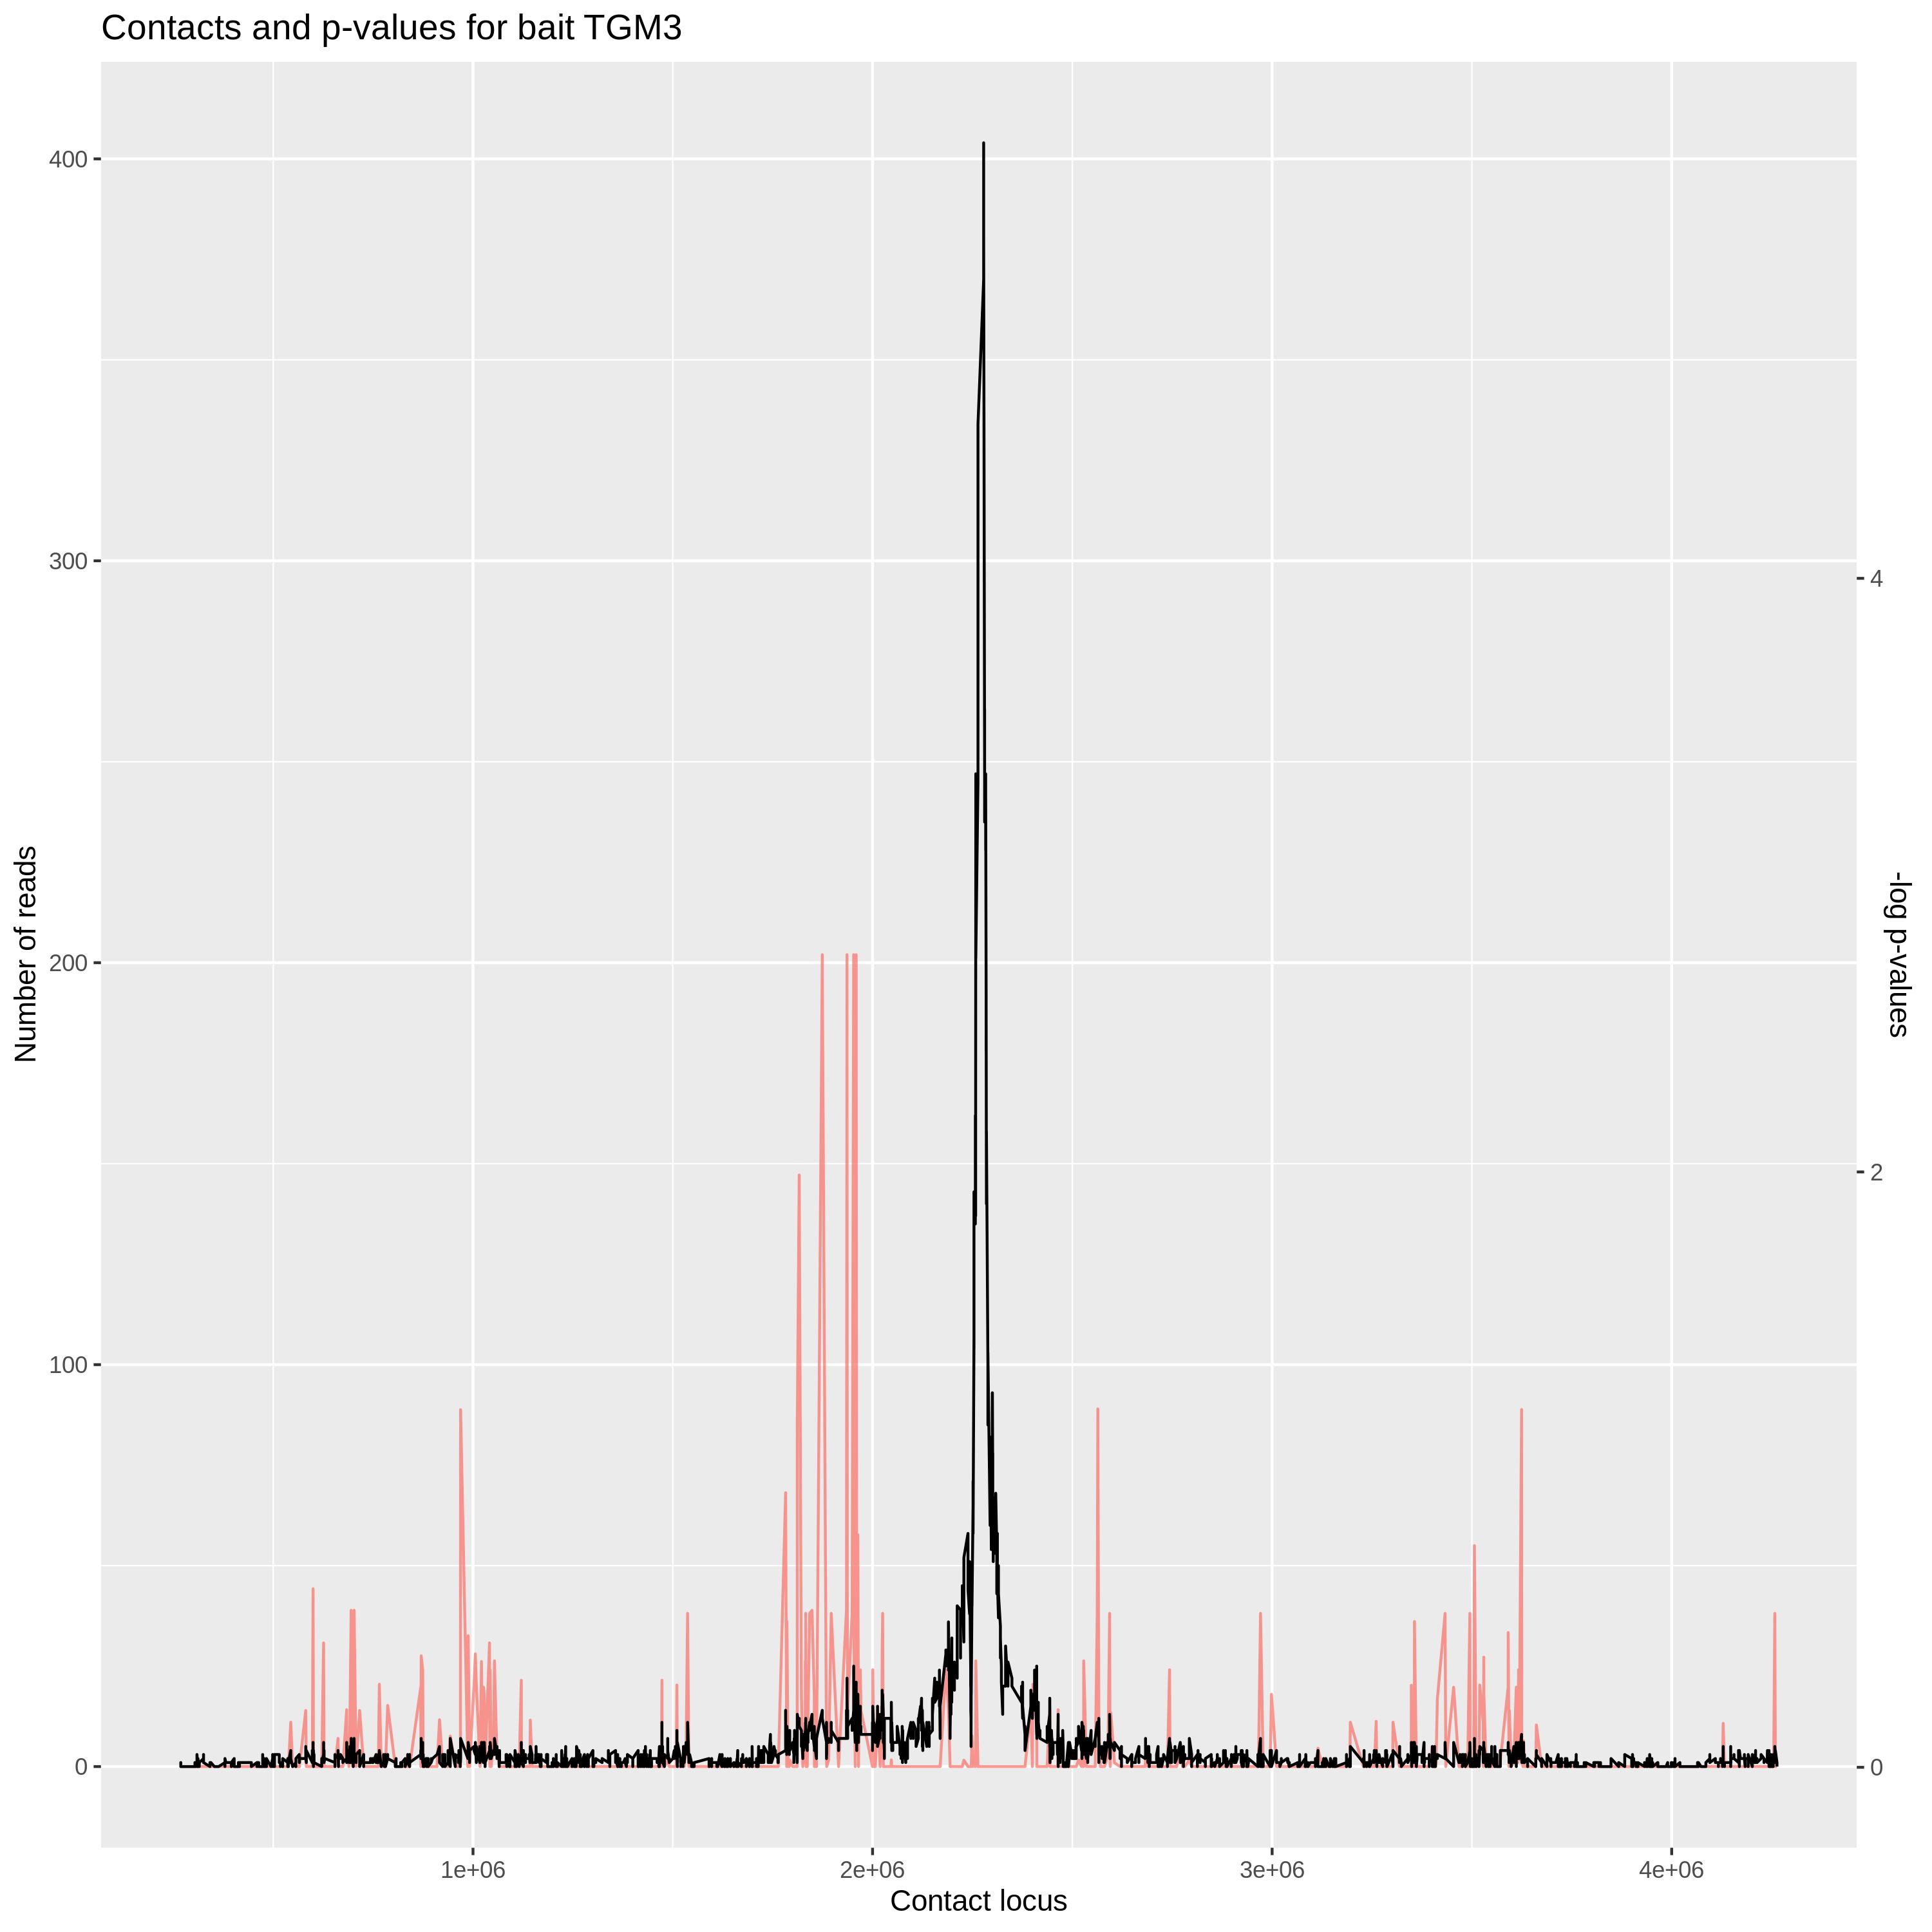 Contacts and p-values for bait TGM3
400
300
200
100
0
Number of reads
4
2
0
-log p-values
1e+06
2e+06
3e+06
4e+06
Contact locus